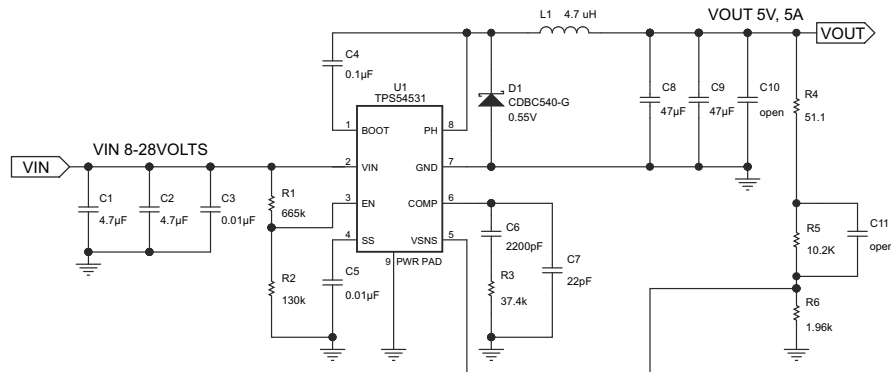 L1 4.7 uH
VOUT 5V, 5A
VOUT
C4
0.1µF
U1
TPS54531
D1
CDBC540-G
0.55V
C8
47µF
C9
47µF
C10
open
R4
51.1
1 BOOT
PH 8
VIN 8-28VOLTS
VIN
2 VIN
GND 7
C1
4.7µF
C2
4.7µF
C3
0.01µF
R1
665k
3 EN
COMP 6
4 SS
VSNS 5
9 PWR PAD
C6
2200pF
C7
22pF
R3
37.4k
R2
130k
C5
0.01µF
R5
10.2K
C11
open
R6
1.96k